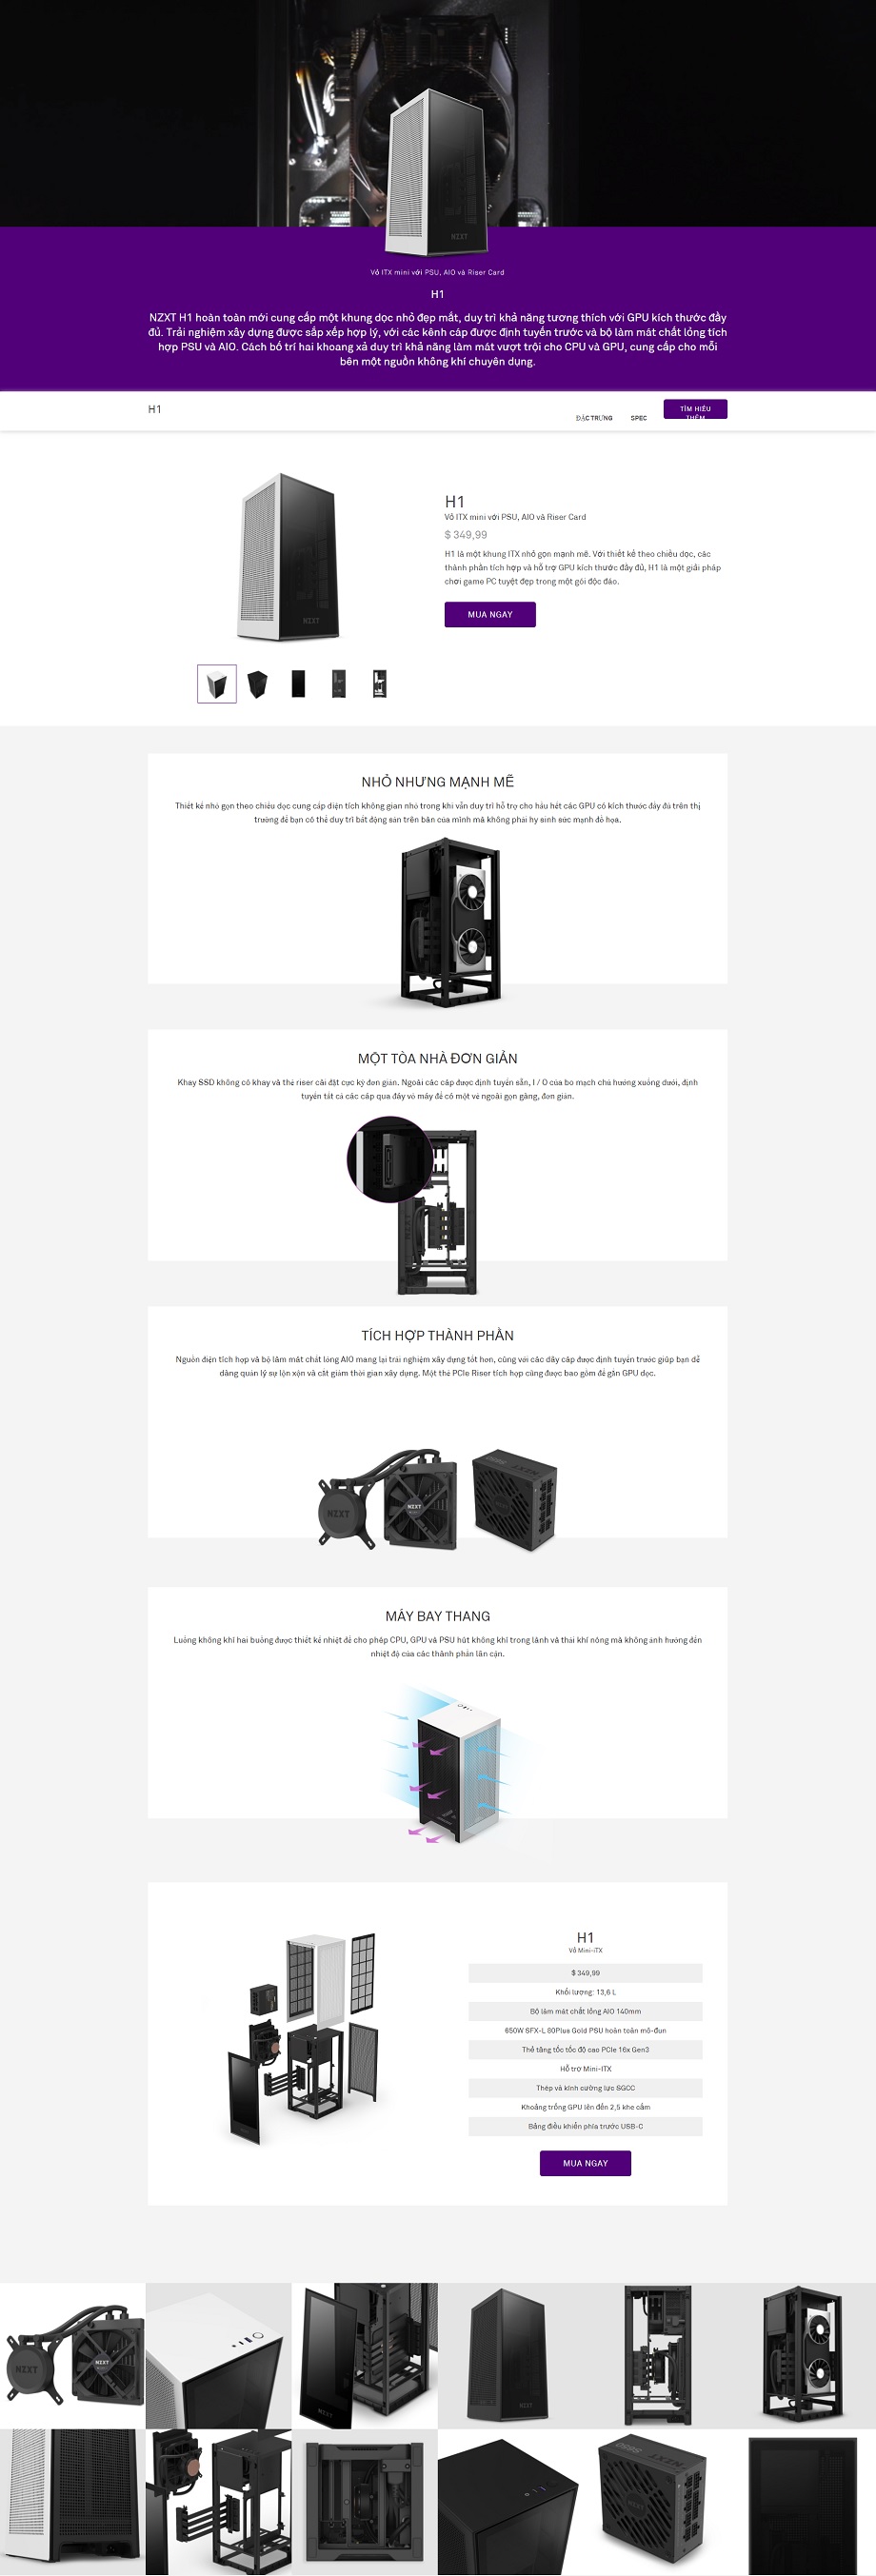 NZXT
Vỏ ITX mini với PSU, AIO và Riser Card
H1
NZXT H1 hoàn toàn mới cung cấp một khung dọc nhỏ đẹp mắt, duy trì khả năng tương thích với GPU kích thước đầy
đủ. Trải nghiệm xây dựng được sắp xếp hợp lý, với các kênh cáp được định tuyến trước và bộ làm mát chất lỏng tích
hợp PSU và AIO. Cách bố trí hai khoang xả duy trì khả năng làm mát vượt trội cho CPU và GPU, cung cấp cho mỗi
bên một nguồn không khí chuyên dụng.
H1
ĐẶC TRƯNG
SPEC
TÌM HIỂU
THÊM
H1
Vỏ ITX mini với PSU, AIO và Riser Card
$ 349,99
H1 là một khung ITX nhỏ gọn mạnh mẽ. Với thiết kế theo chiều dọc, các
thành phần tích hợp và hỗ trợ GPU kích thước đầy đủ, H1 là một giải pháp
chơi game PC tuyệt đẹp trong một gói độc đáo.
MUA NGAY
NZXT
NHỎ NHƯNG MẠNH MẼ
Thiết kế nhỏ gọn theo chiều dọc cung cấp diện tích không gian nhỏ trong khi vẫn duy trì hỗ trợ cho hầu hết các GPU có kích thước đầy đủ trên thị
trường để bạn có thể duy trì bất động sản trên bàn của mình mà không phải hy sinh sức mạnh đồ họa.
MỘT TÒA NHÀ ĐƠN GIẢN
Khay SSD không có khay và thẻ riser cài đặt cực kỳ đơn giản. Ngoài các cáp được định tuyến sẵn, I / O của bo mạch chủ hướng xuống dưới, định
tuyến tất cả các cáp qua đáy vỏ máy để có một vẻ ngoài gọn gàng, đơn giản.
NZXT
TÍCH HỢP THÀNH PHẦN
Nguồn điện tích hợp và bộ làm mát chất lỏng AIO mang lại trải nghiệm xây dựng tốt hơn, cùng với các dây cáp được định tuyến trước giúp bạn dễ
dàng quản lý sự lộn xộn và cắt giảm thời gian xây dựng. Một thẻ PCIe Riser tích hợp cũng được bao gồm để gắn GPU dọc.
NZXT
NZXT
NZXT S650
MÁY BAY THANG
Luồng không khí hai buồng được thiết kế nhiệt để cho phép CPU, GPU và PSU hút không khí trong lành và thải khí nóng mà không ảnh hưởng đến
nhiệt độ của các thành phần lân cận.
H1
Vỏ Mini-iTX
$ 349,99
Khối lượng: 13,6 L
Bộ làm mát chất lỏng AIO 140mm
650W SFX-L 80Plus Gold PSU hoàn toàn mô-đun
Thẻ tăng tốc tốc độ cao PCIe 16x Gen3
Hỗ trợ Mini-ITX
Thép và kính cường lực SGCC
Khoảng trống GPU lên đến 2,5 khe cắm
Bảng điều khiển phía trước USB-C
MUA NGAY
NZXT
NZXT
NZXT
NZXT
NZXT S650